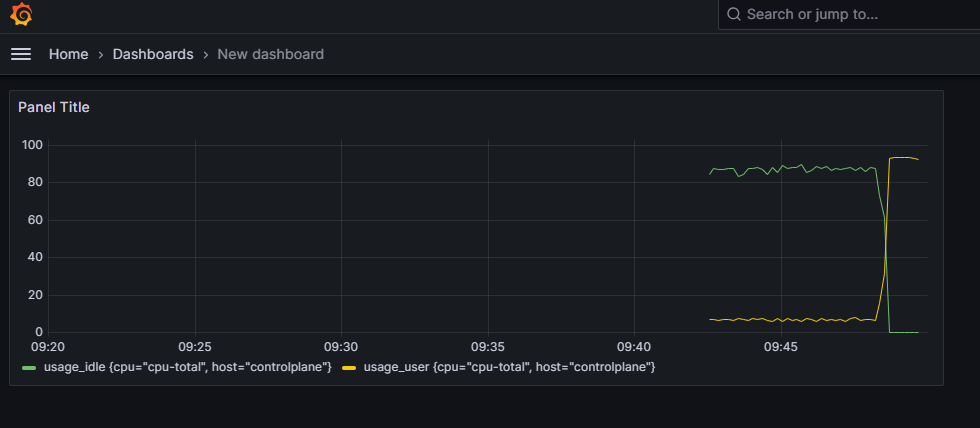 Search or jump to...
Home › Dashboards › New dashboard
Panel Title
100
80
60
40
20
0
09:20 09:25 09:30 09:35 09:40 09:45
usage_idle {cpu="cpu-total", host="controlplane"} usage_user {cpu="cpu-total", host="controlplane"}